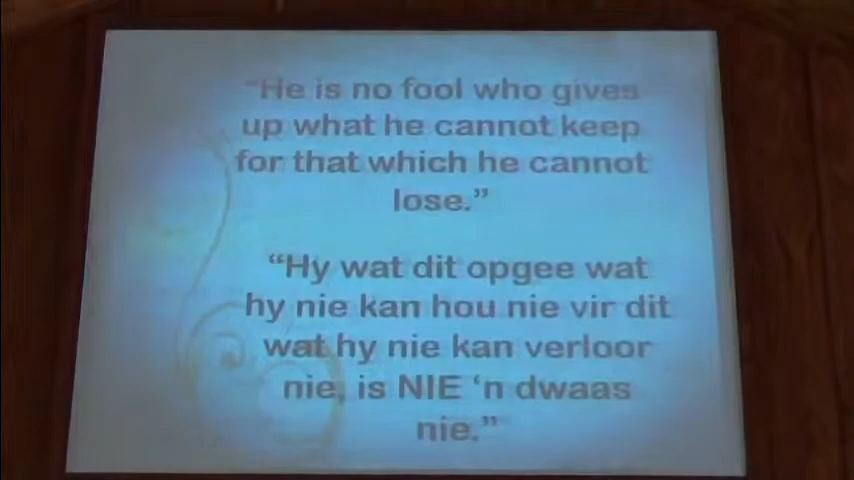 "He is no fool who gives
up what he cannot keep
for that which he cannot
lose."
"Hy wat dit opgee wat
hy nie kan hou nie vir dit
wat hy nie kan verloor
nie, is NIE 'n dwaas
nie."